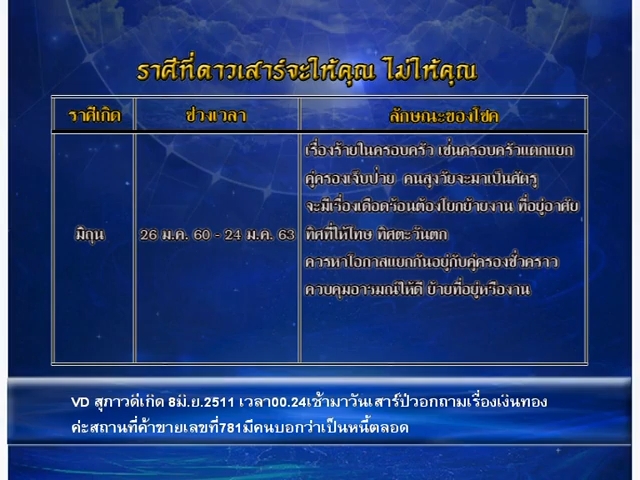 ราศีที่ดาวเสาร์จะให้คุณ ไม่ให้คุณ
ราศีเกิด ช่วงเวลา ลักษณะของโชค
มิถุน 26 ม.ค. 60 - 24 ม.ค. 63
เรื่องร้ายในครอบครัว เช่นครอบครัวแตกแยก
คู่ครองเจ็บป่วย คนสูงวัยจะมาเป็นศัตรู
จะมีเรื่องเดือดร้อนต้องโยกย้ายงาน ที่อยู่อาศัย
ทิศที่ให้โทษ ทิศตะวันตก
ควรหาโอกาสแยกกันอยู่กับคู่ครองชั่วคราว
ควบคุมอารมณ์ให้ดี ย้ายที่อยู่หรืองาน
VD สุภาวดีเกิด 8มิ.ย.2511 เวลา00.24เช้ามาวันเสาร์ปีวอกถามเรื่องเงินทอง
ค่ะสถานที่ค้าขายเลขที่781มีคนบอกว่าเป็นหนี้ตลอด